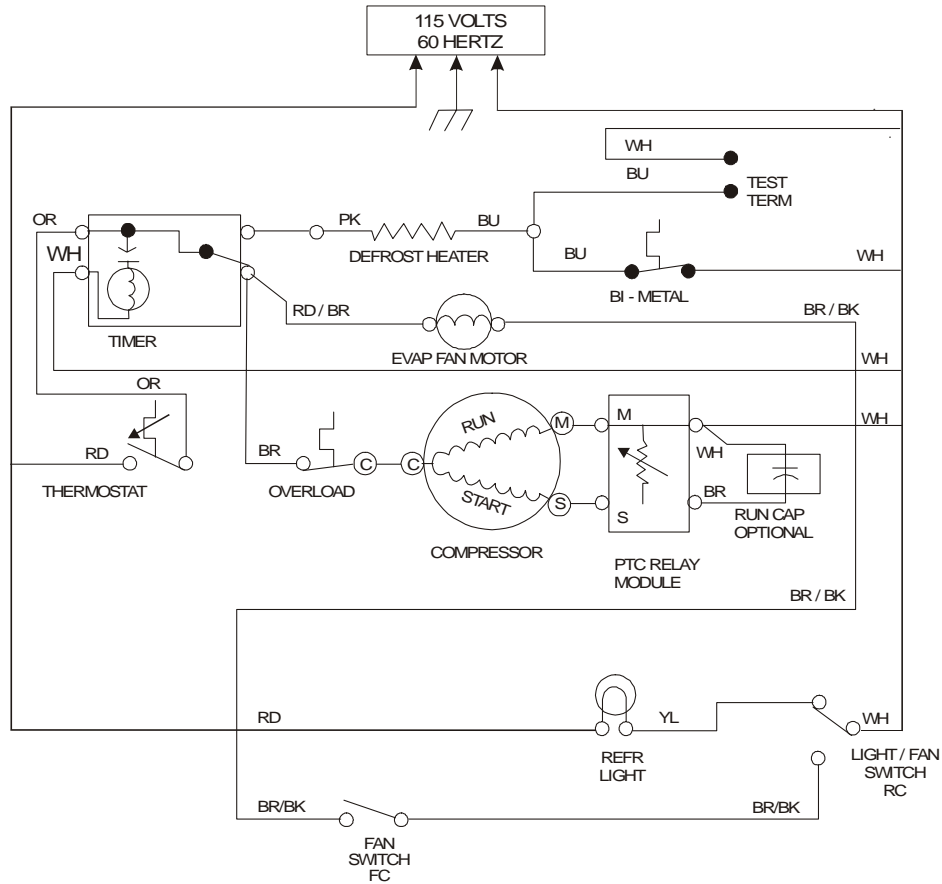 115 VOLTS
60 HERTZ
WH
BU
TEST
TERM
OR
PK
BU
DEFROST HEATER
WH
BU
WH
BI - METAL
RD / BR
BR / BK
TIMER
EVAP FAN MOTOR
WH
OR
RD
THERMOSTAT
BR
OVERLOAD
C
C
RUN
START
M
S
COMPRESSOR
M
S
PTC RELAY
MODULE
WH
WH
BR
RUN CAP
OPTIONAL
BR / BK
RD
YL
REFR
LIGHT
WH
LIGHT / FAN
SWITCH
RC
BR/BK
FAN
SWITCH
FC
BR/BK